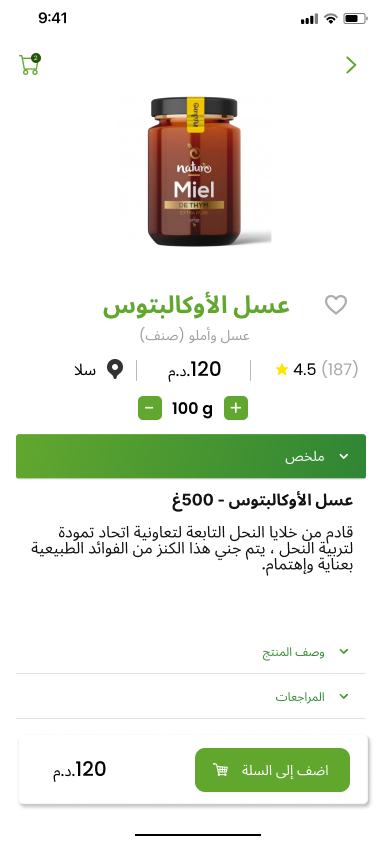 9:41
2
naturo
Miel
DE THYM
عسل الأوكالبتوس
عسل وأملو (صنف)
4.5 (187)
120.د.م
سلا
− 100 g +
ملخص
عسل الأوكالبتوس - 500غ
قادم من خلايا النحل التابعة لتعاونية اتحاد تمودة
لتربية النحل ، يتم جني هذا الكنز من الفوائد الطبيعية
بعناية وإهتمام.
وصف المنتج
المراجعات
اضف إلى السلة
120.د.م